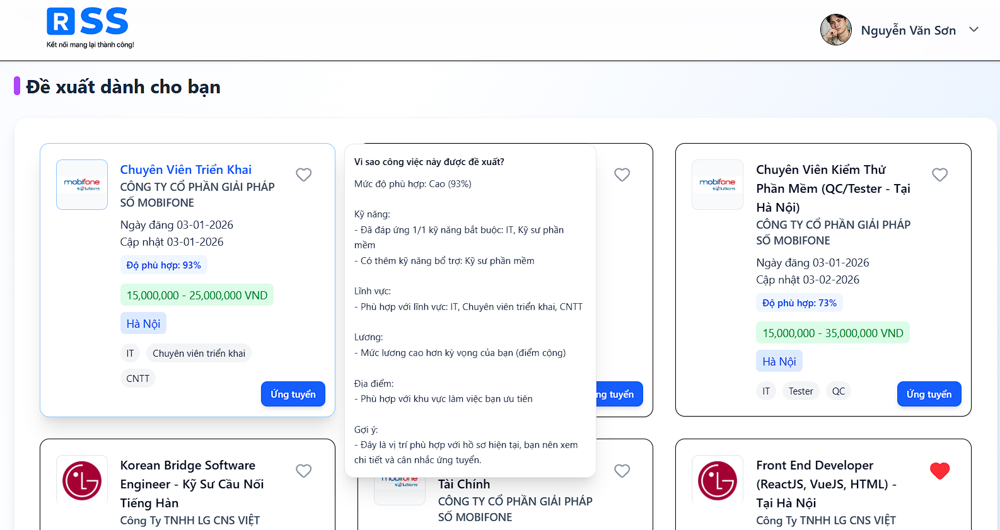 RSS
Kết nối mang lại thành công!
Nguyễn Văn Sơn
Đề xuất dành cho bạn
mobifone
solutions
Chuyên Viên Triển Khai
CÔNG TY CỔ PHẦN GIẢI PHÁP
SỐ MOBIFONE
Ngày đăng 03-01-2026
Cập nhật 03-01-2026
Độ phù hợp: 93%
15,000,000 - 25,000,000 VND
Hà Nội
IT
Chuyên viên triển khai
CNTT
Ứng tuyển
Vì sao công việc này được đề xuất?
Mức độ phù hợp: Cao (93%)
Kỹ năng:
- Đã đáp ứng 1/1 kỹ năng bắt buộc: IT, Kỹ sư phần
mềm
- Có thêm kỹ năng bổ trợ: Kỹ sư phần mềm
Lĩnh vực:
- Phù hợp với lĩnh vực: IT, Chuyên viên triển khai, CNTT
Lương:
- Mức lương cao hơn kỳ vọng của bạn (điểm cộng)
Địa điểm:
- Phù hợp với khu vực làm việc bạn ưu tiên
Gợi ý:
- Đây là vị trí phù hợp với hồ sơ hiện tại, bạn nên xem
chi tiết và cân nhắc ứng tuyển.
ng tuyển
mobifone
solutions
Chuyên Viên Kiểm Thử
Phần Mềm (QC/Tester - Tại
Hà Nội)
CÔNG TY CỔ PHẦN GIẢI PHÁP
SỐ MOBIFONE
Ngày đăng 03-01-2026
Cập nhật 03-02-2026
Độ phù hợp: 73%
15,000,000 - 35,000,000 VND
Hà Nội
IT
Tester
QC
Ứng tuyển
Korean Bridge Software
Engineer - Kỹ Sư Cầu Nối
Tiếng Hàn
Công Ty TNHH LG CNS VIỆT
mobifone
solutions
Tài Chính
CÔNG TY CỔ PHẦN GIẢI PHÁP
SỐ MOBIFONE
Front End Developer
(ReactJS, VueJS, HTML) -
Tại Hà Nội
Công Ty TNHH LG CNS VIỆT